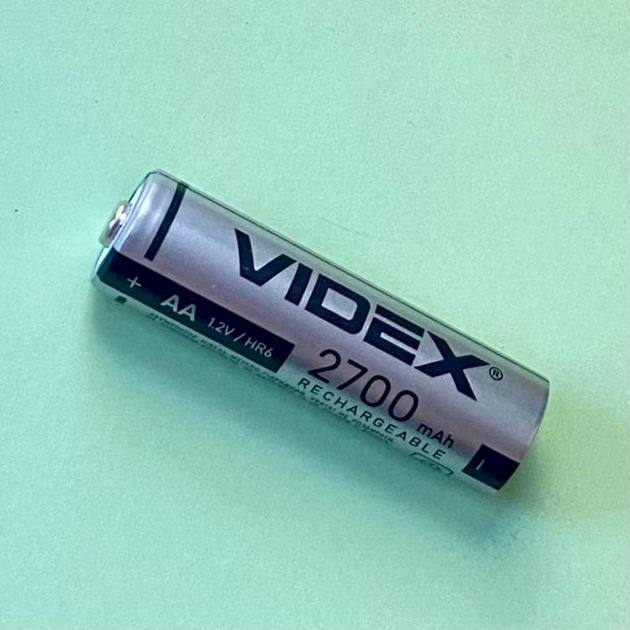 VIDEX®
+ AA 1.2V / HR6
2700 mAh
RECHARGEABLE